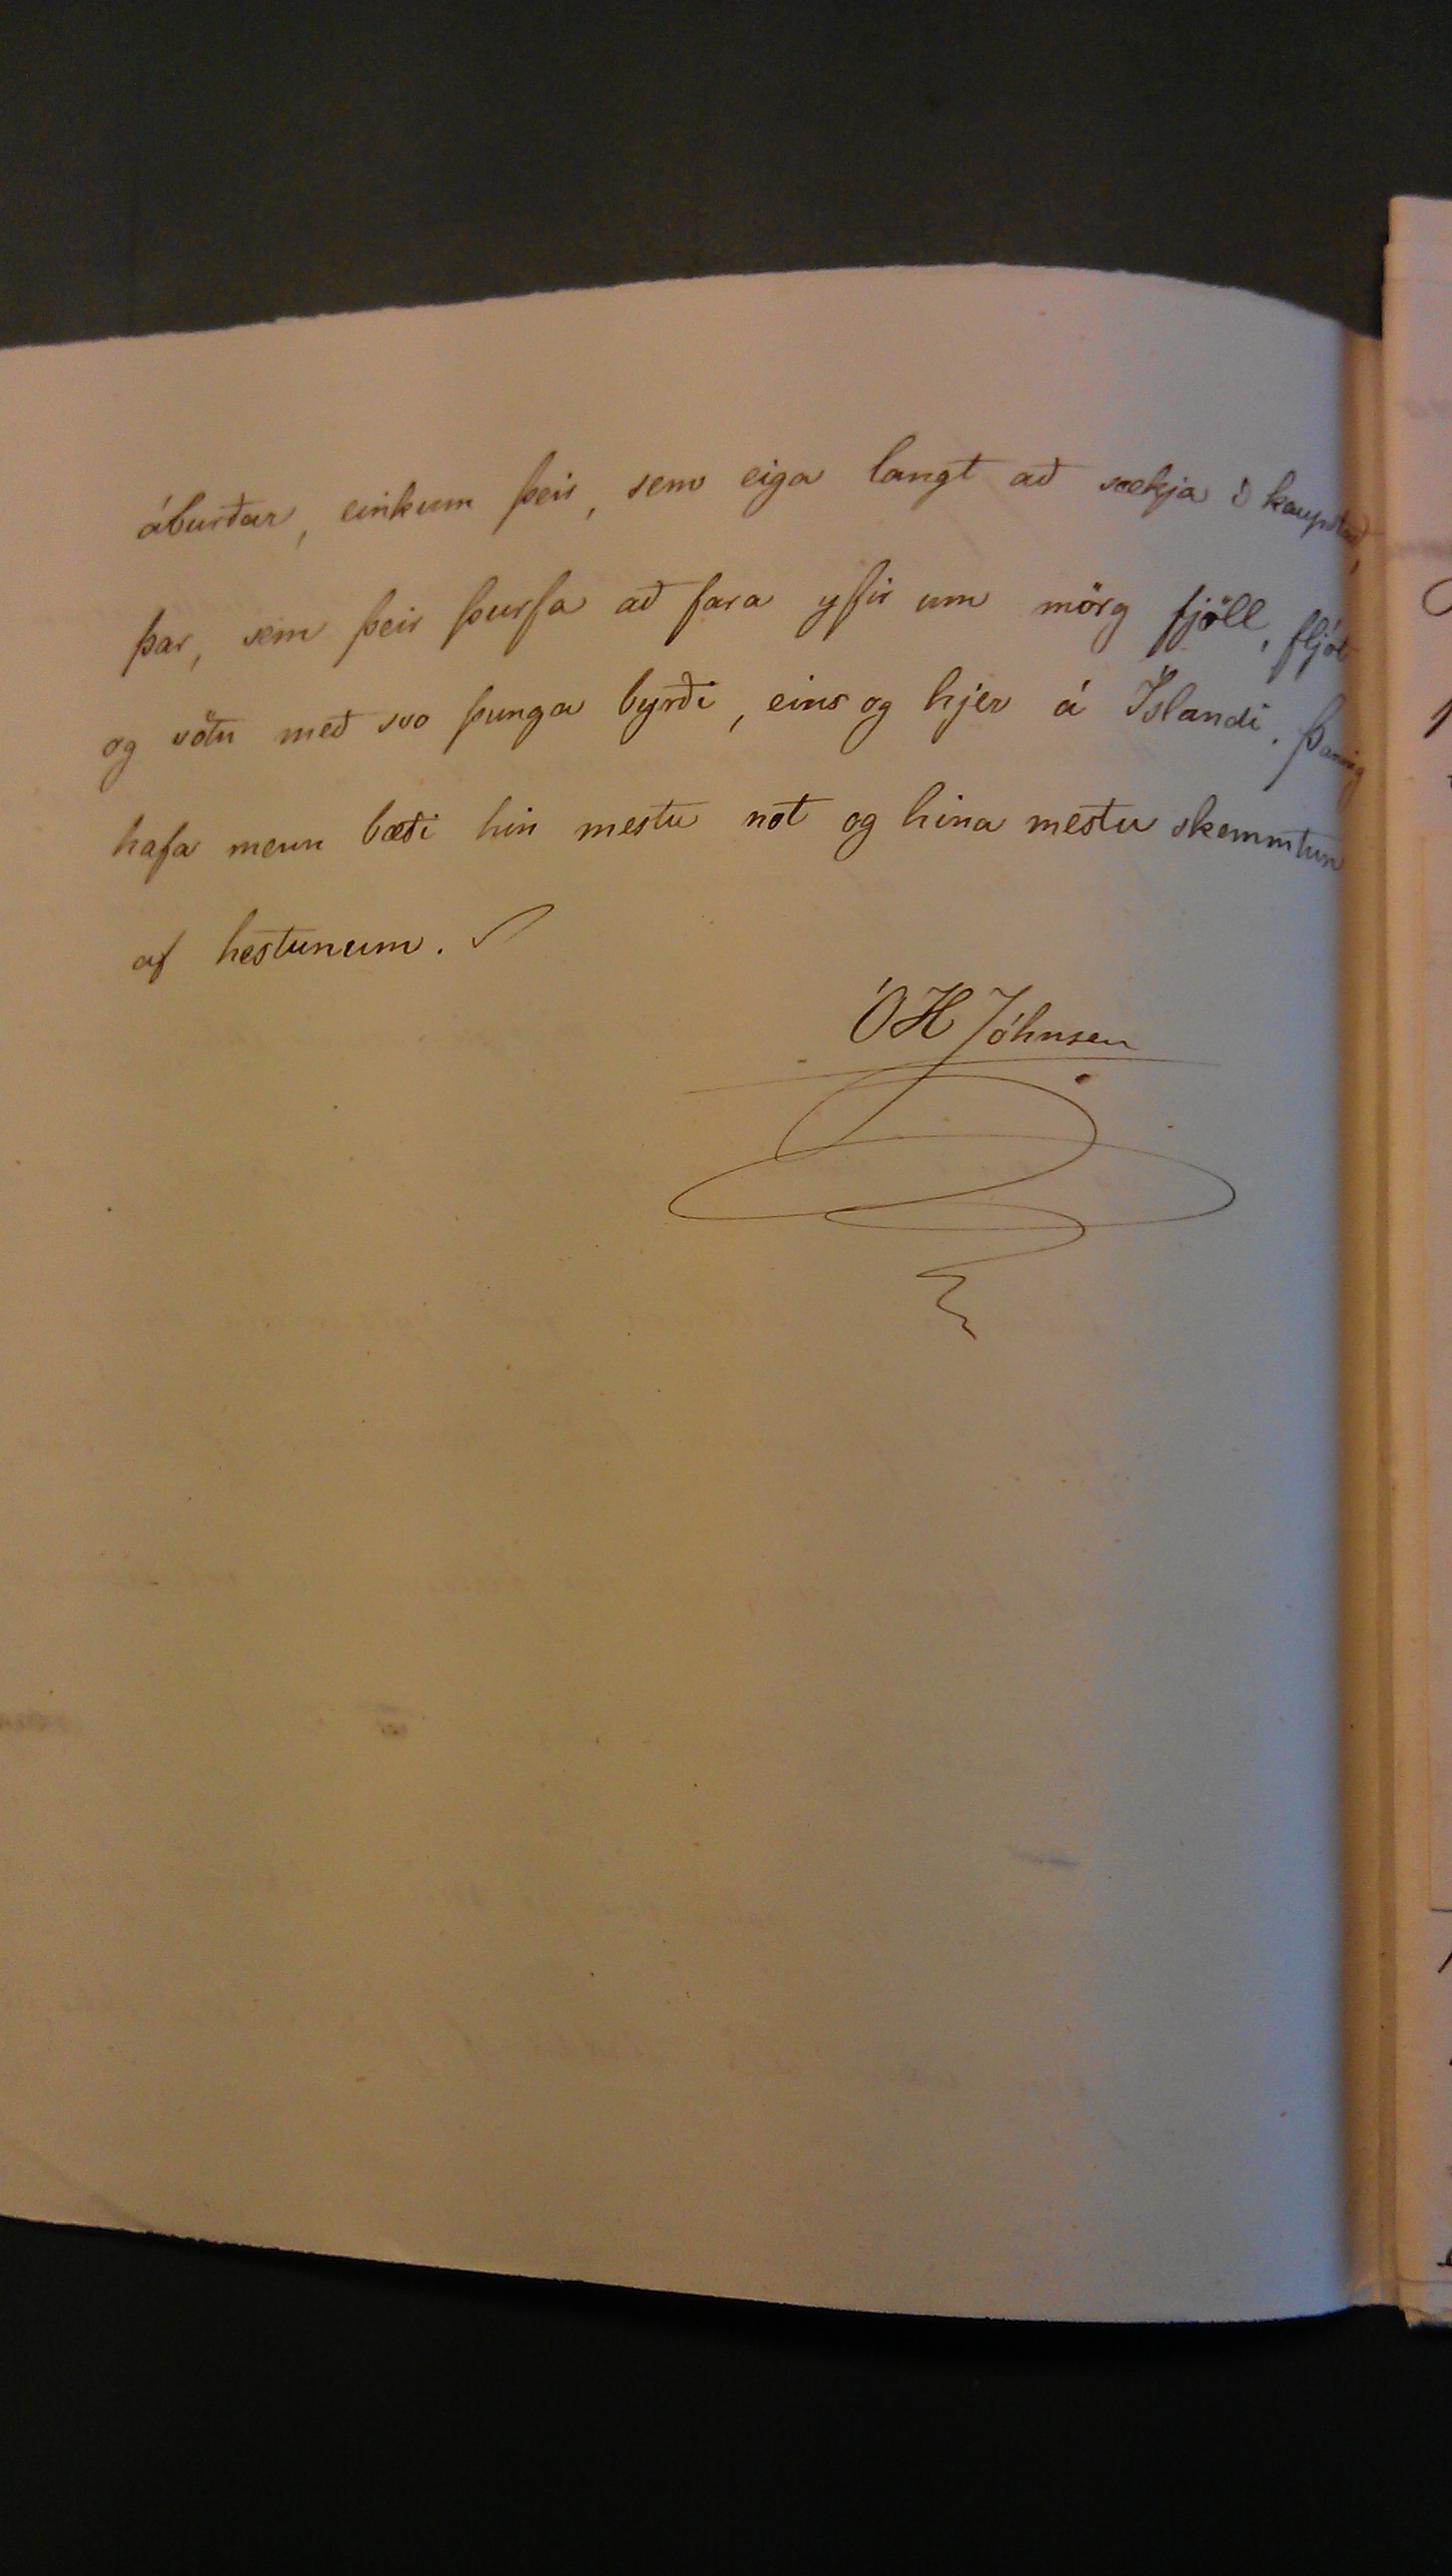 áburðar, einkum þeir, sem eiga langt að sækja í kaupstað,
þar, sem þeir þurfa að fara yfir um mörg fjöll, fljót
og vötn með svo þunga byrði, eins og hjer á Íslandi. Þannig
hafa menn bæði hin mestu not og hina mestu skemmtun
af hestunum.
ÓH Jóhnsen